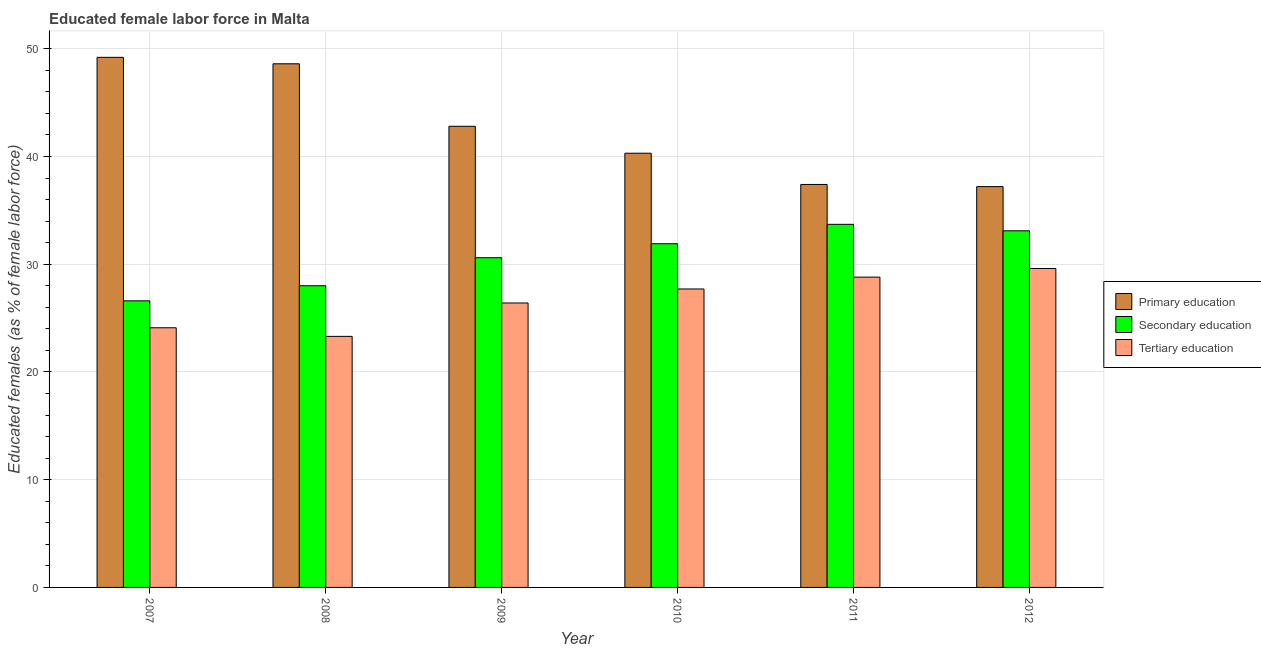 Educated female labor force in Malta
Educated females (as % of female labor force)
50
40
30
20
10
0
2007
2008
2009
2010
2011
2012
Year
Primary education
Secondary education
Tertiary education